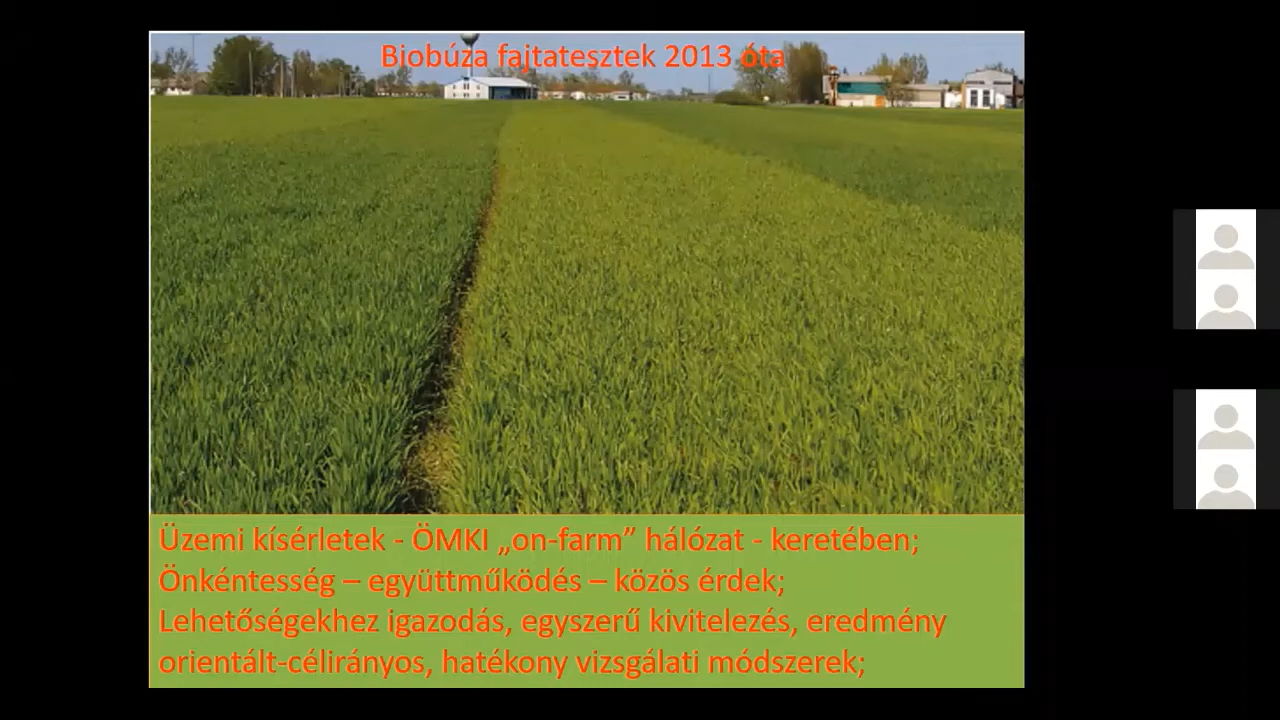 Biobúza fajtatesztek 2013 óta
Üzemi kísérletek - ÖMKI „on-farm” hálózat - keretében;
Önkéntesség – együttműködés – közös érdek;
Lehetőségekhez igazodás, egyszerű kivitelezés, eredmény
orientált-célirányos, hatékony vizsgálati módszerek;